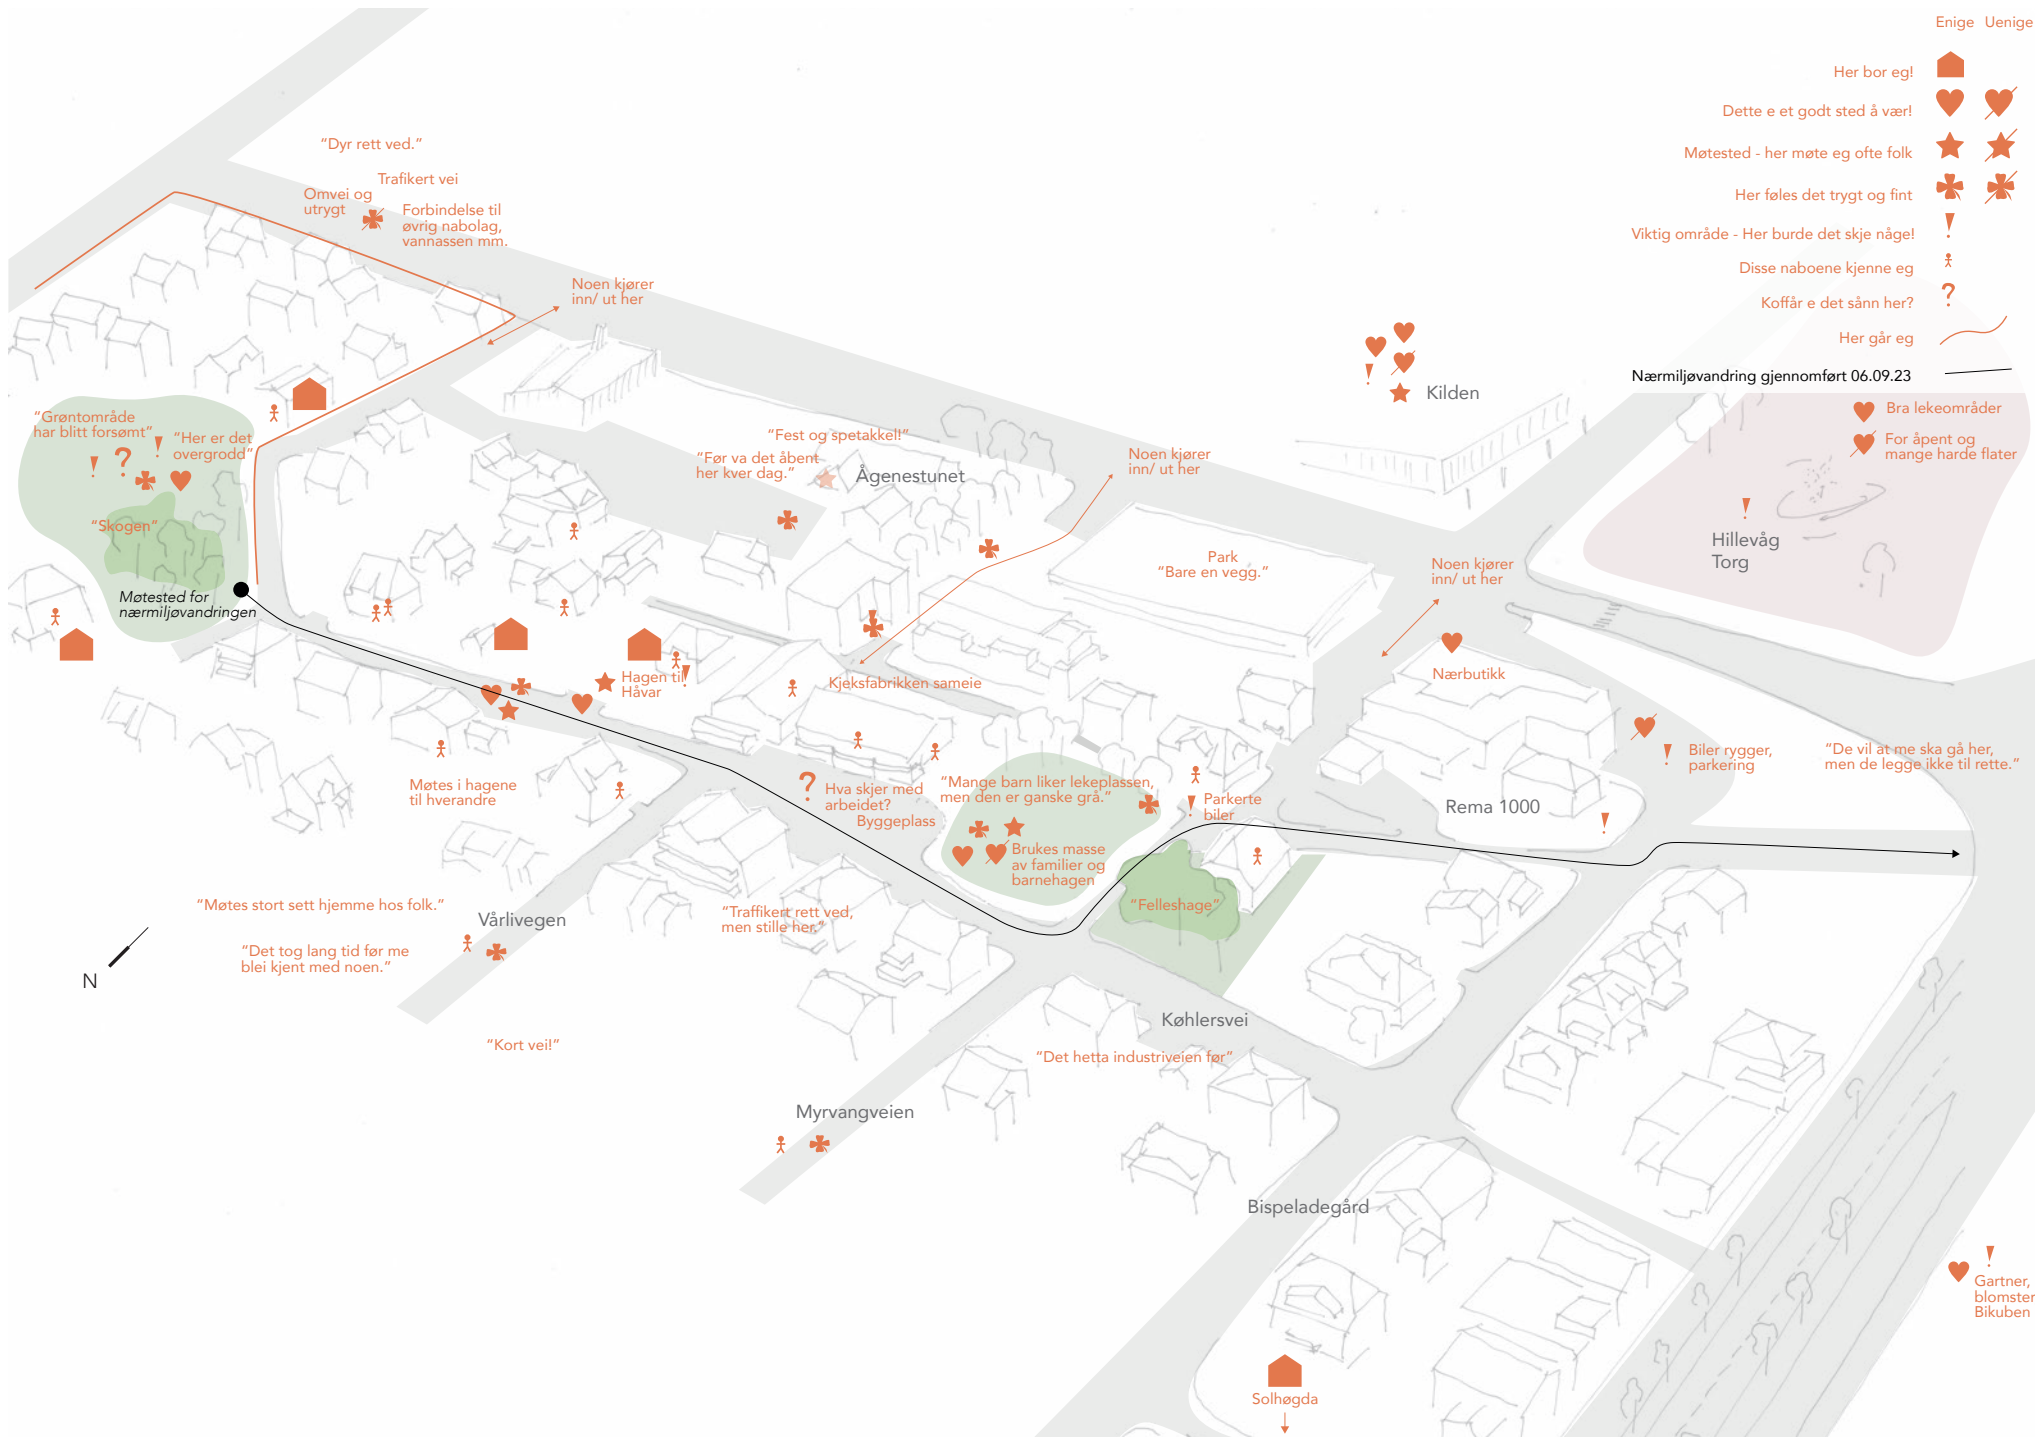 Enige Uenige
Her bor eg!
Dette e et godt sted å vær!
Møtested - her møte eg ofte folk
Her føles det trygt og fint
Viktig område - Her burde det skje någe!
Disse naboene kjenne eg
Koffår e det sånn her?
Her går eg
Nærmiljøvandring gjennomført 06.09.23
Bra lekeområder
For åpent og
mange harde flater
"Dyr rett ved."
Trafikert vei
Omvei og
utrygt
Forbindelse til
øvrig nabolag,
vannassen mm.
Noen kjører
inn/ ut her
Kilden
"Grøntområde
har blitt forsømt"
"Her er det
overgrodd"
"Skogen"
Møtested for
nærmiljøvandringen
"Fest og spetakkel!"
"Før va det åbent
her kver dag."
Ågenestunet
Noen kjører
inn/ ut her
Park
"Bare en vegg."
Noen kjører
inn/ ut her
Hillevåg
Torg
Hagen til
Håvar
Kjeksfabrikken sameie
Nærbutikk
Møtes i hagene
til hverandre
Hva skjer med
arbeidet?
Byggeplass
"Mange barn liker lekeplassen,
men den er ganske grå."
Brukes masse
av familier og
barnehagen
Parkerte
biler
Rema 1000
Biler rygger,
parkering
"De vil at me ska gå her,
men de legge ikke til rette."
"Felleshage"
"Traffikert rett ved,
men stille her."
"Møtes stort sett hjemme hos folk."
Vårlivegen
"Det tog lang tid før me
blei kjent med noen."
N
"Kort vei!"
Køhlersvei
"Det hetta industriveien før"
Myrvangveien
Bispeladegård
Gartner,
blomster
Bikuben
Solhøgda